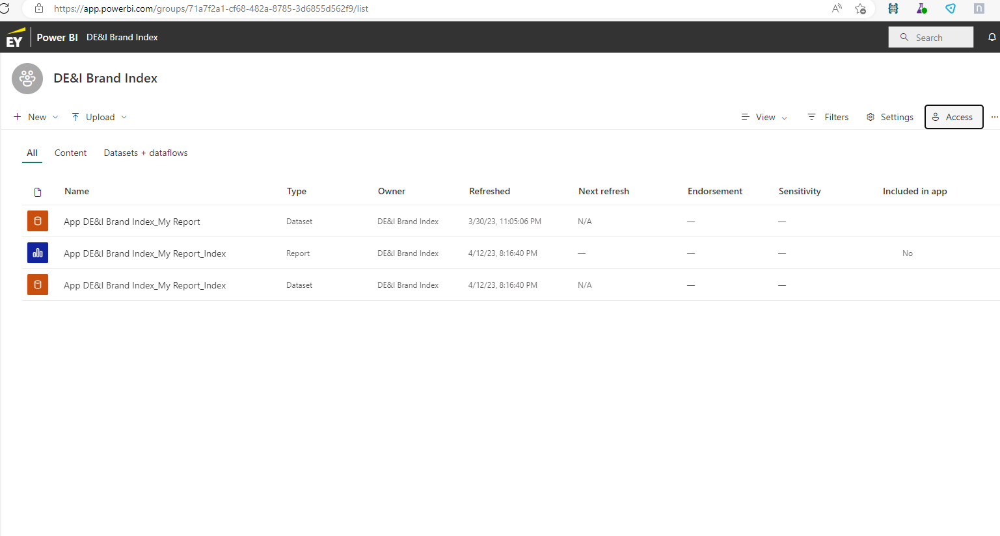 https://app.powerbi.com/groups/71a7f2a1-cf68-482a-8785-3d6855d562f9/list
EY Power BI DE&I Brand Index Search
DE&I Brand Index
New Upload View Filters Settings Access ...
All Content Datasets + dataflows
Name Type Owner Refreshed Next refresh Endorsement Sensitivity Included in app
App DE&I Brand Index_My Report Dataset DE&I Brand Index 3/30/23, 11:05:06 PM N/A — —
App DE&I Brand Index_My Report_Index Report DE&I Brand Index 4/12/23, 8:16:40 PM — — — No
App DE&I Brand Index_My Report_Index Dataset DE&I Brand Index 4/12/23, 8:16:40 PM N/A — —